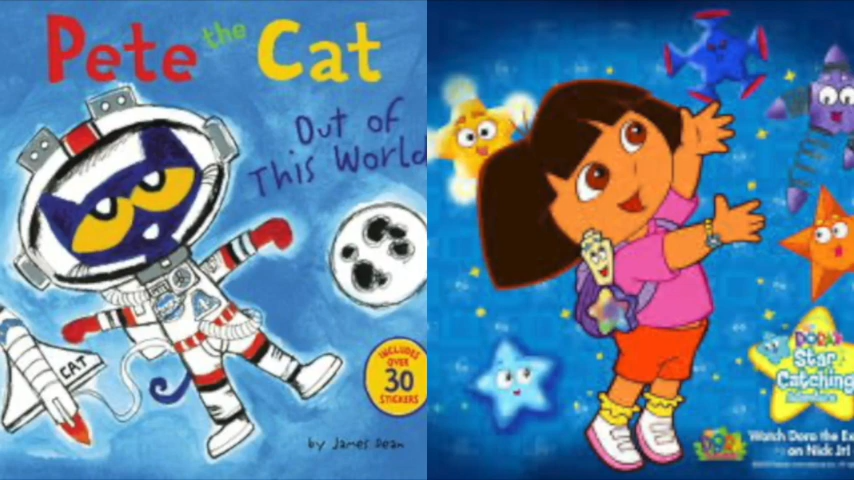 Pete the Cat
Out of
This World
CAT
INCLUDES
OVER
30
STICKERS
by James Dean
DORA'S
Star
Catching
Watch Dora the Ex
on Nick Jr!